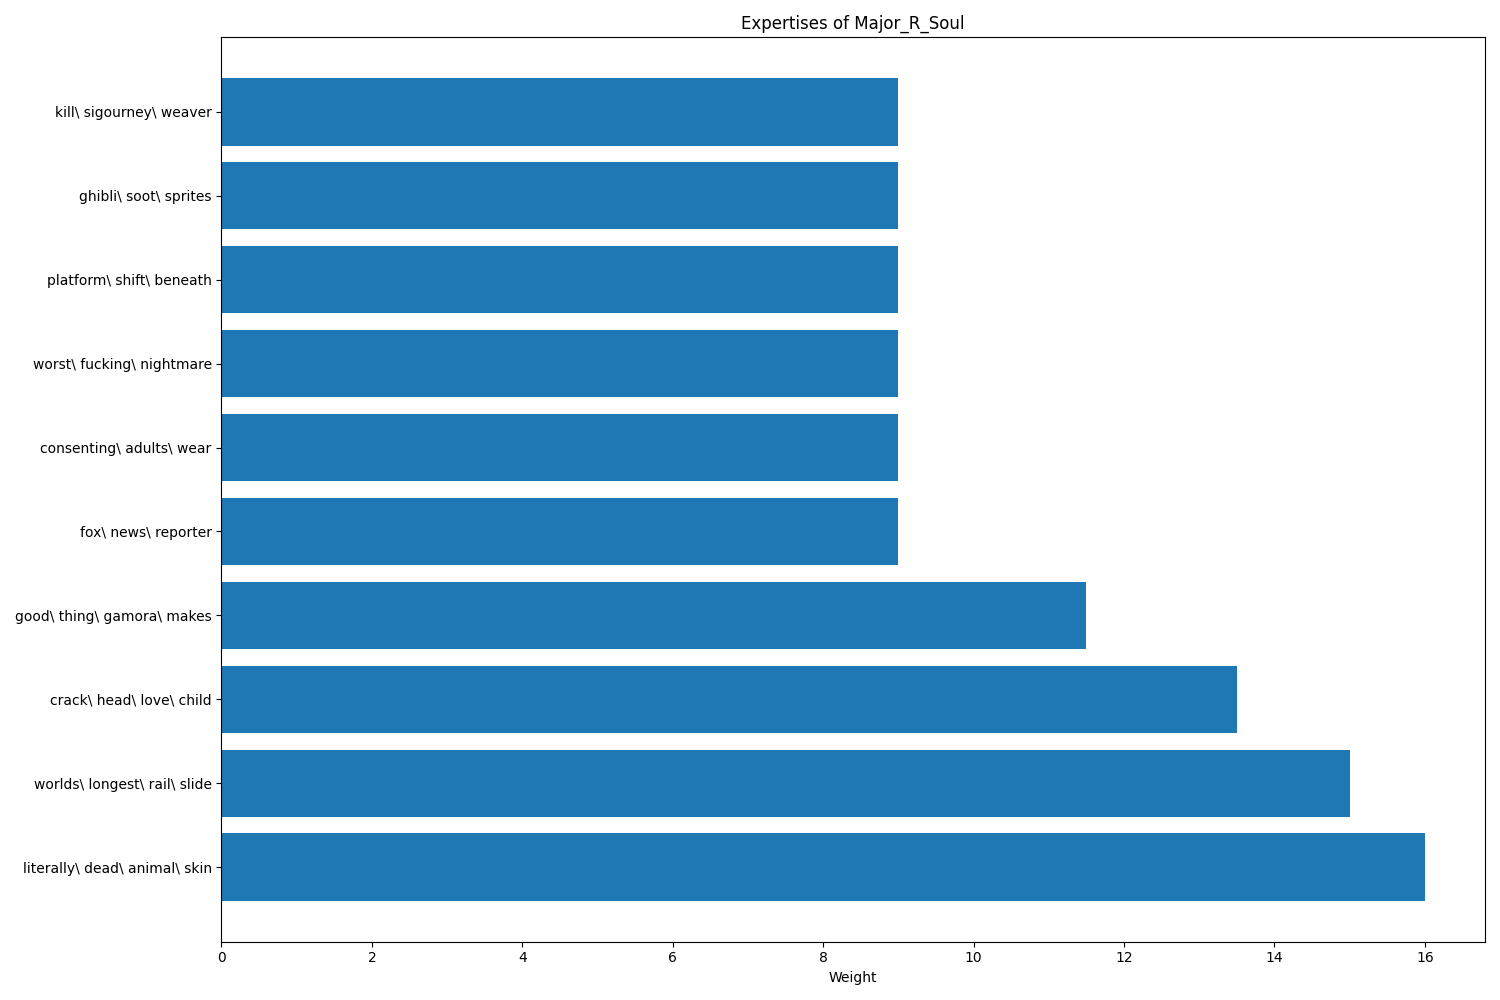 Expertises of Major_R_Soul
kill\ sigourney\ weaver
ghibli\ soot\ sprites
platform\ shift\ beneath
worst\ fucking\ nightmare
consenting\ adults\ wear
fox\ news\ reporter
good\ thing\ gamora\ makes
crack\ head\ love\ child
worlds\ longest\ rail\ slide
literally\ dead\ animal\ skin
0 2 4 6 8 10 12 14 16
Weight